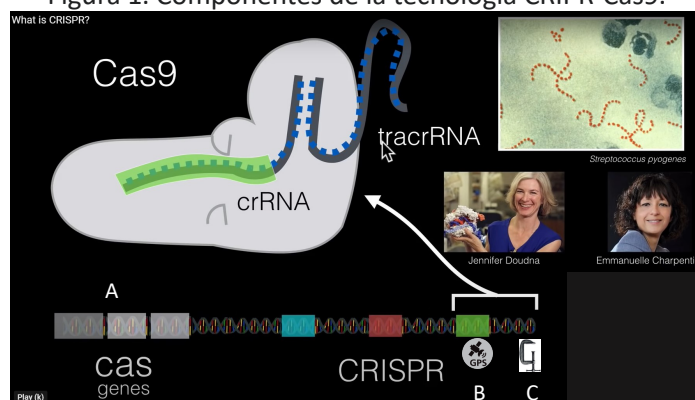 Figura 1. Componentes de la tecnología CRIPR-Cas9.
What is CRISPR?
Cas9
tracrRNA
crRNA
Streptococcus pyogenes
Jennifer Doudna
Emmanuelle Charpenti
A
cas
genes
CRISPR
GPS
B
C
Play (k)